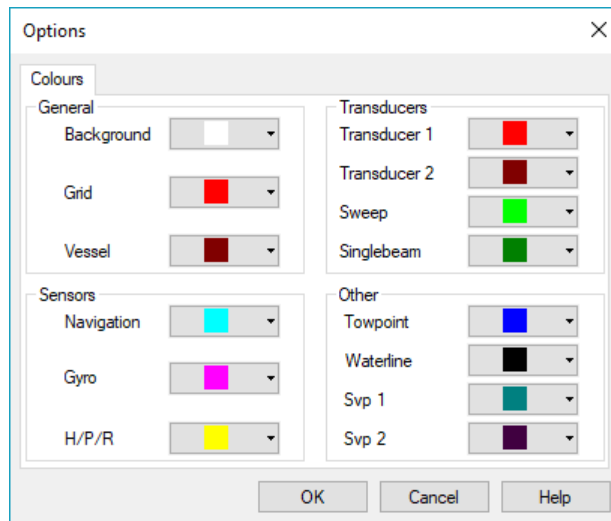 Options
Colours
General
Background
Grid
Vessel
Transducers
Transducer 1
Transducer 2
Sweep
Singlebeam
Sensors
Navigation
Gyro
H/P/R
Other
Towpoint
Waterline
Svp 1
Svp 2
OK Cancel Help